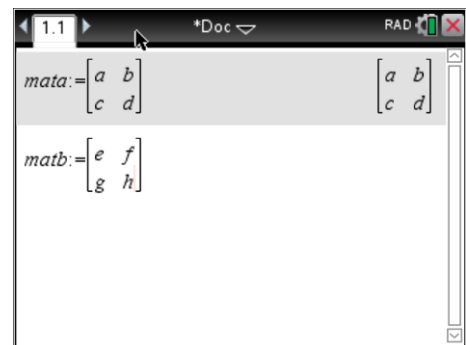 1.1 *Doc RAD
mata:=[a b [a b
c d] c d]
matb:=[e f
g h]